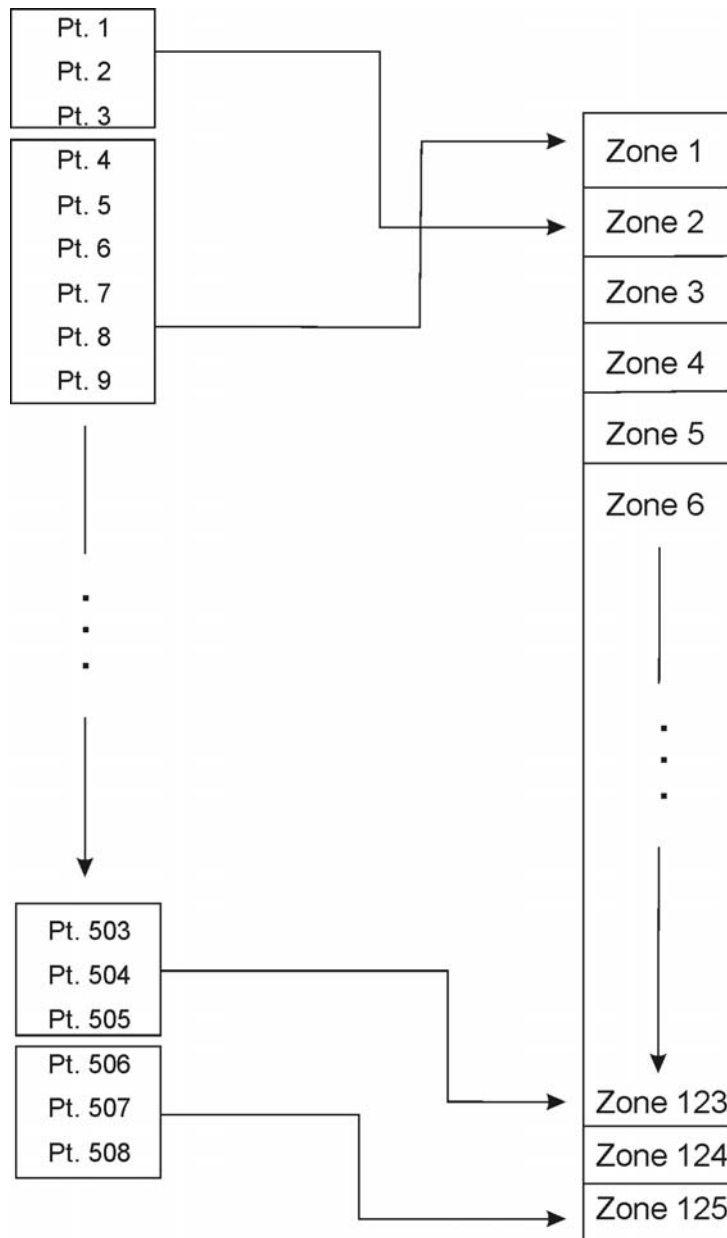 Pt. 1
Pt. 2
Pt. 3
Pt. 4
Pt. 5
Pt. 6
Pt. 7
Pt. 8
Pt. 9
Pt. 503
Pt. 504
Pt. 505
Pt. 506
Pt. 507
Pt. 508
Zone 1
Zone 2
Zone 3
Zone 4
Zone 5
Zone 6
Zone 123
Zone 124
Zone 125